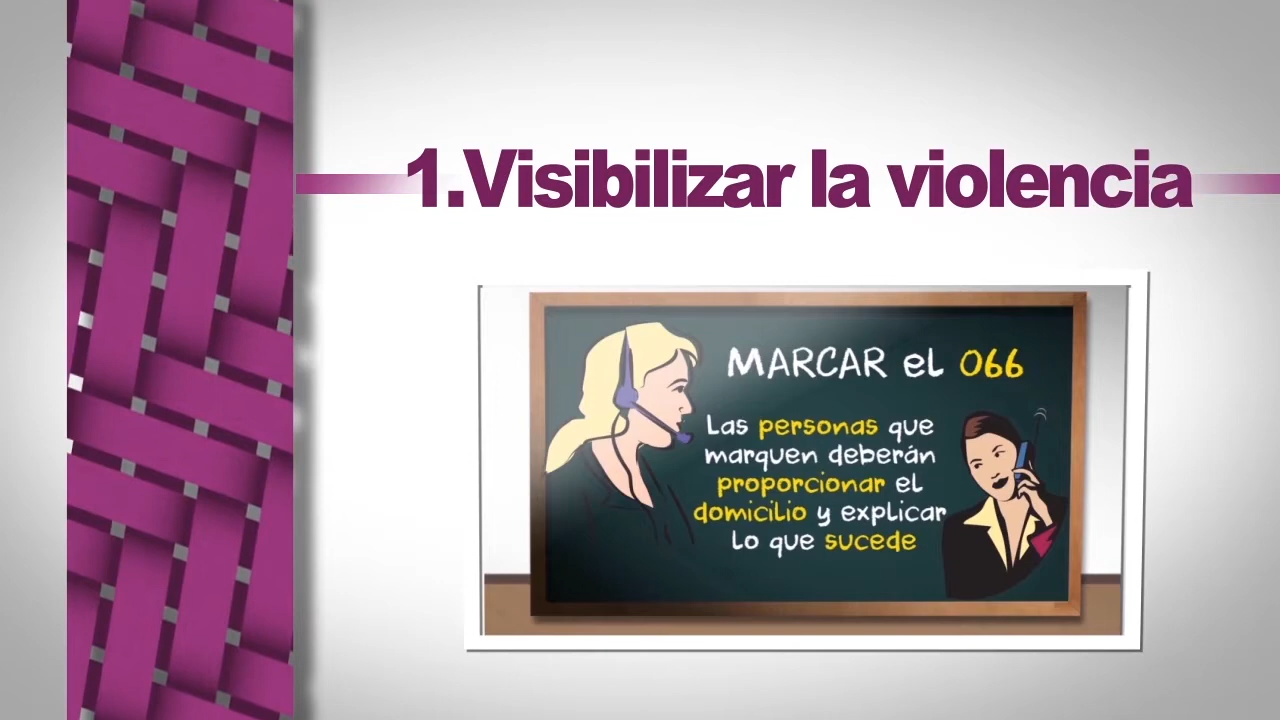 1.Visibilizar la violencia
MARCAR el 066
Las personas que
marquen deberán
proporcionar el
domicilio y explicar
lo que sucede